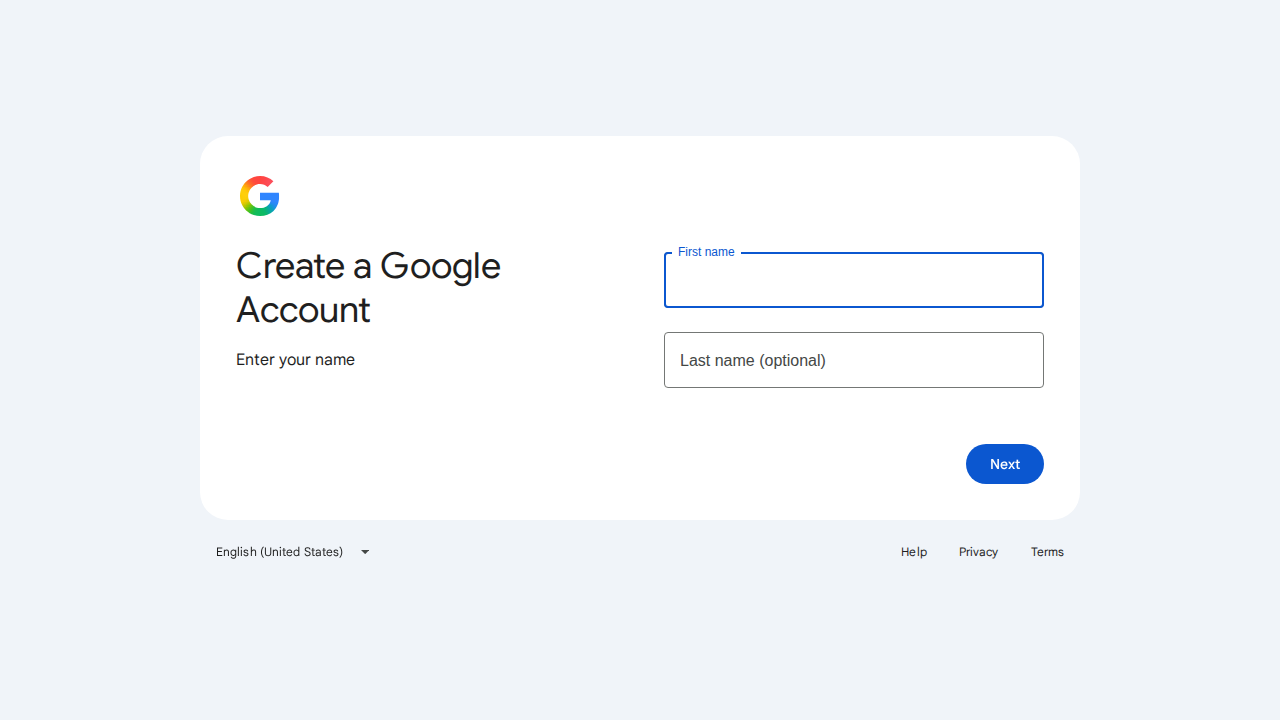 Create a Google
Account
Enter your name
First name
Last name (optional)
Next
English (United States)
Help
Privacy
Terms